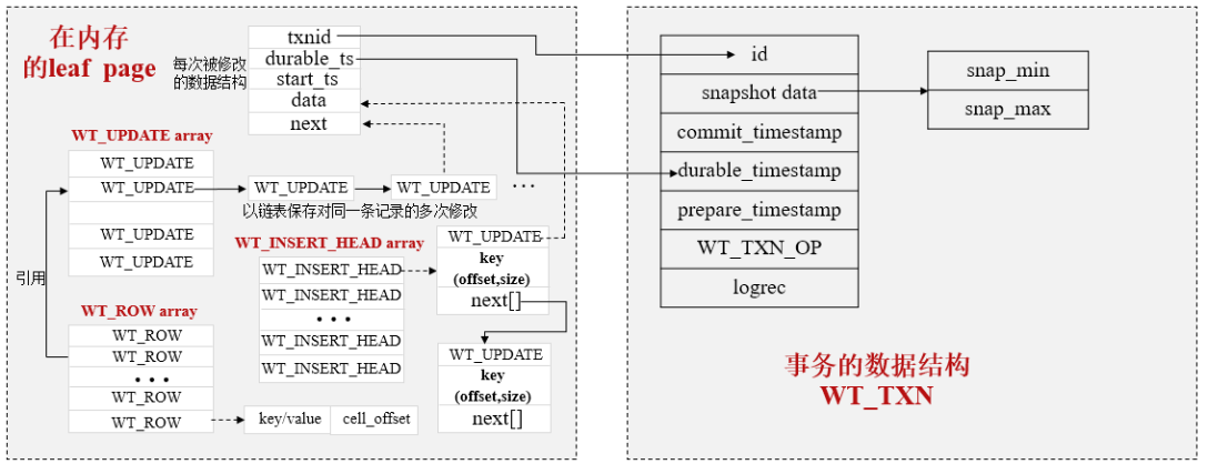 在内存
的leaf page
每次被修改
的数据结构
txnid
durable_ts
start_ts
data
next
WT_UPDATE array
WT_UPDATE
WT_UPDATE
WT_UPDATE
WT_UPDATE
WT_UPDATE
WT_UPDATE
...
以链表保存对同一条记录的多次修改
引用
WT_INSERT_HEAD array
WT_INSERT_HEAD
WT_INSERT_HEAD
...
WT_INSERT_HEAD
WT_INSERT_HEAD
WT_UPDATE
key
(offset,size)
next[]
WT_UPDATE
key
(offset,size)
next[]
WT_ROW array
WT_ROW
WT_ROW
...
WT_ROW
WT_ROW
key/value
cell_offset
id
snapshot data
commit_timestamp
durable_timestamp
prepare_timestamp
WT_TXN_OP
logrec
snap_min
snap_max
事务的数据结构
WT_TXN